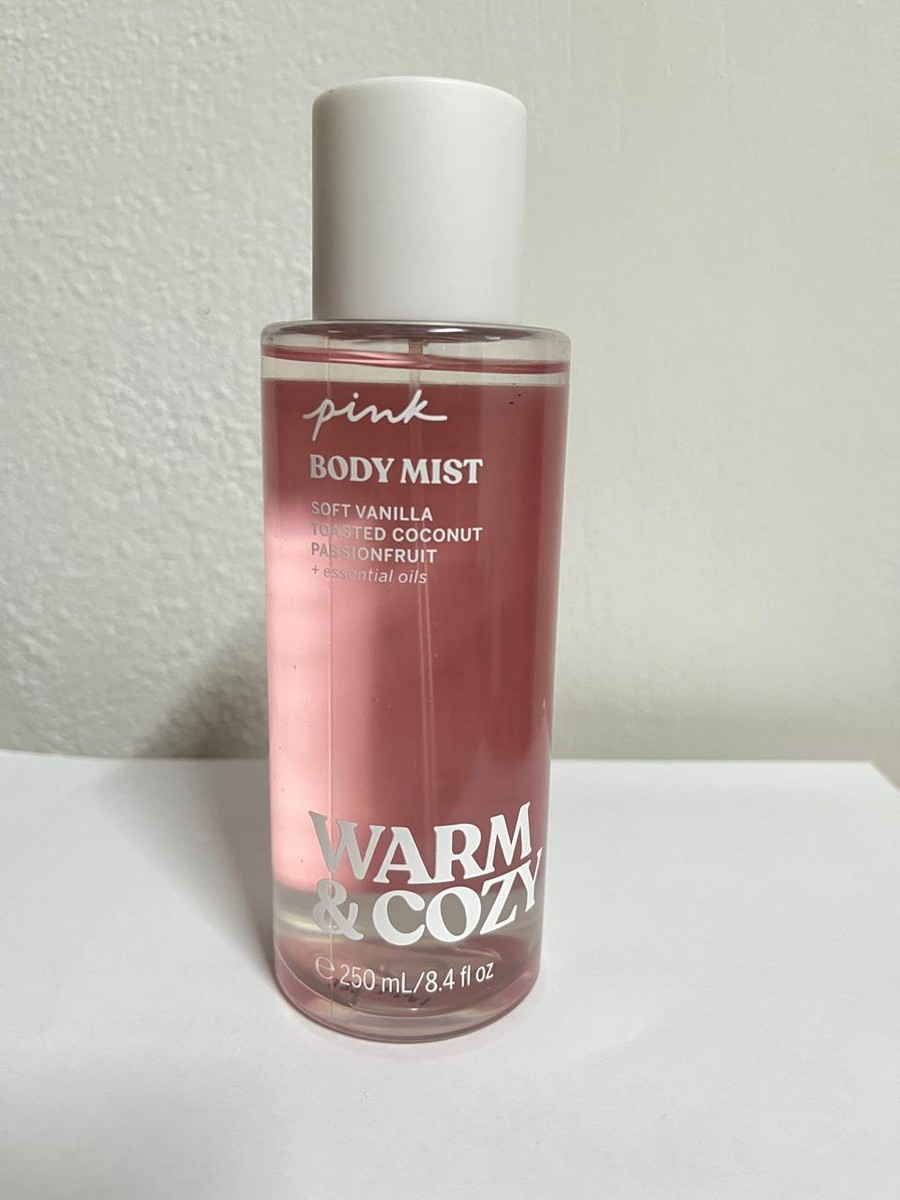 pink
BODY MIST
SOFT VANILLA
TOASTED COCONUT
PASSIONFRUIT
+ essential oils
WARM
& COZY
℮ 250 mL/8.4 fl oz